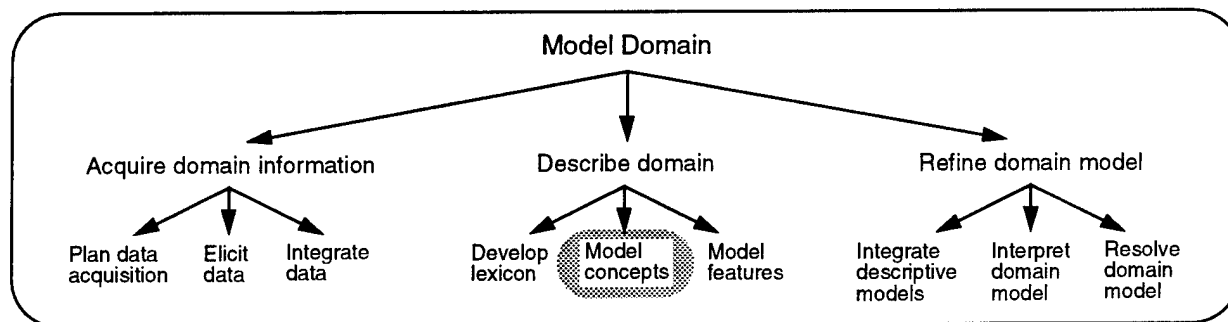 Model Domain
Acquire domain information
Describe domain
Refine domain model
Plan data
acquisition
Elicit
data
Integrate
data
Develop
lexicon
Model
concepts
Model
features
Integrate
descriptive
models
Interpret
domain
model
Resolve
domain
model